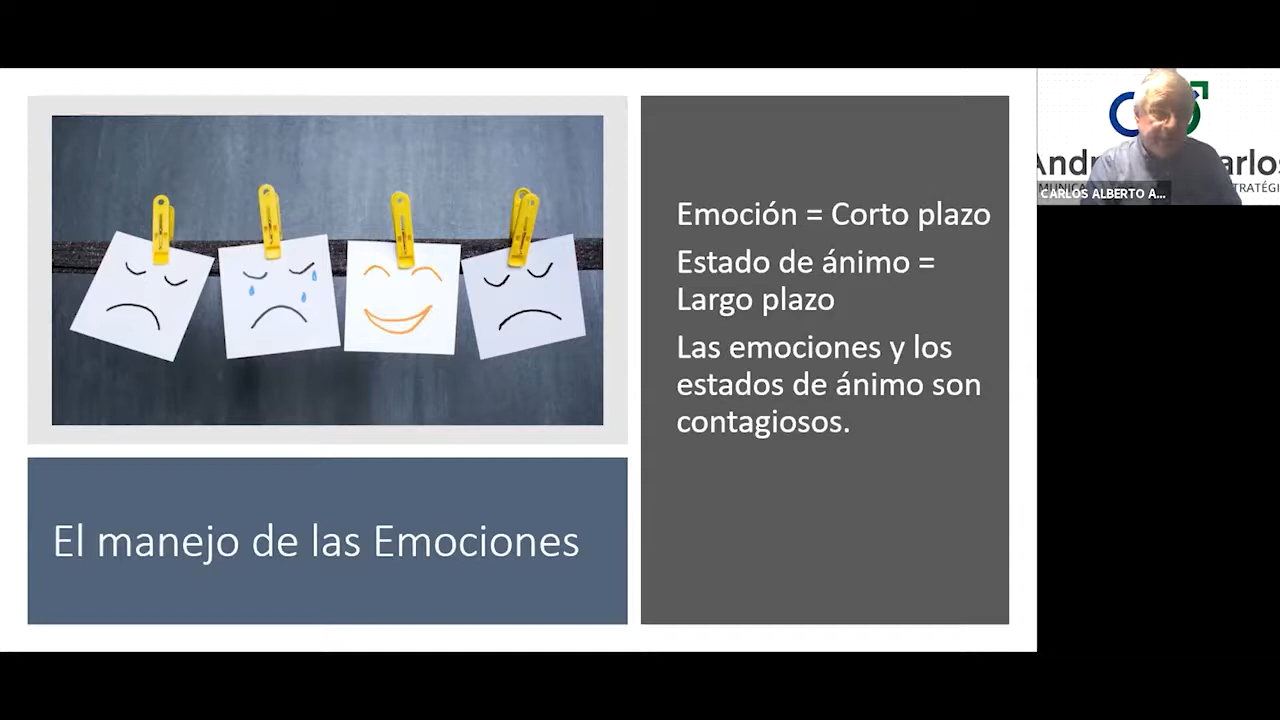 Emoción = Corto plazo
Estado de ánimo =
Largo plazo
Las emociones y los
estados de ánimo son
contagiosos.
El manejo de las Emociones
CARLOS ALBERTO A...